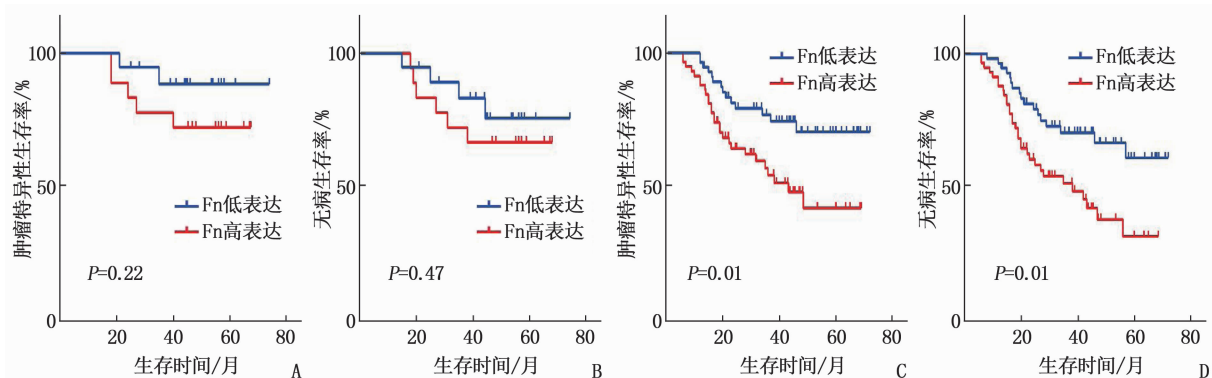 肿瘤特异性生存率/%
100
50
0
Fn低表达
Fn高表达
P=0.22
20 40 60 80
生存时间/月
A
无病生存率/%
100
50
0
Fn低表达
Fn高表达
P=0.47
20 40 60 80
生存时间/月
B
肿瘤特异性生存率/%
100
50
0
Fn低表达
Fn高表达
P=0.01
20 40 60 80
生存时间/月
C
无病生存率/%
100
50
0
Fn低表达
Fn高表达
P=0.01
20 40 60 80
生存时间/月
D